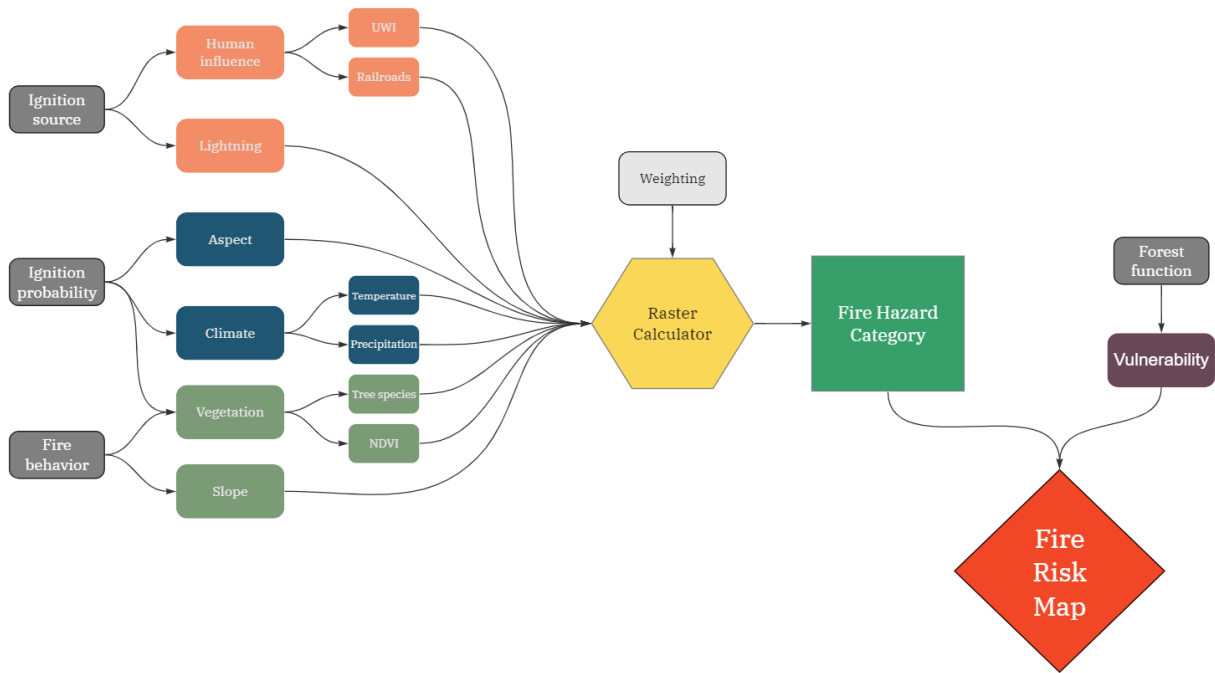 Ignition
source
Human
influence
UWI
Railroads
Lightning
Ignition
probability
Aspect
Climate
Temperature
Precipitation
Vegetation
Tree species
NDVI
Fire
behavior
Slope
Weighting
Raster
Calculator
Fire Hazard
Category
Forest
function
Vulnerability
Fire
Risk
Map